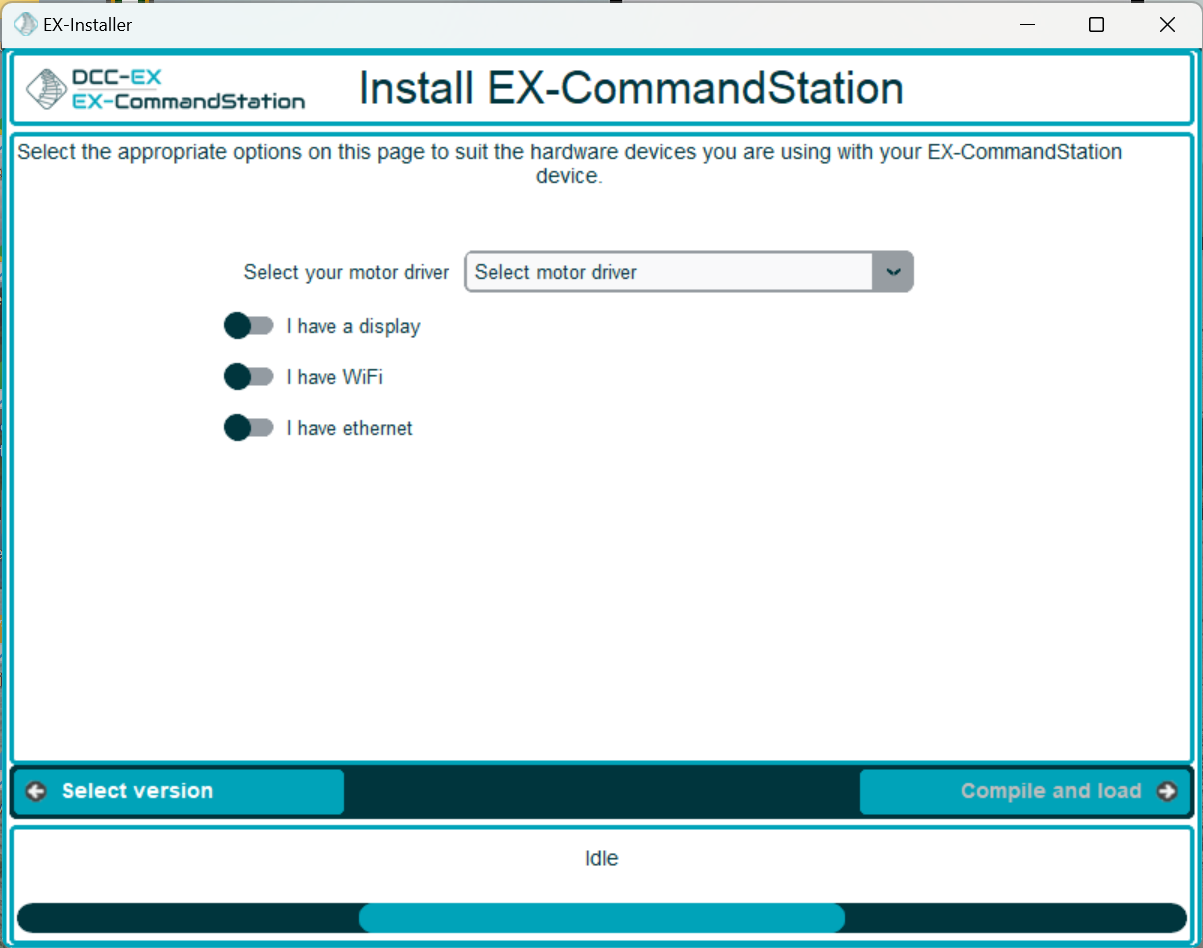 EX-Installer
DCC-EX
EX-CommandStation
Install EX-CommandStation
Select the appropriate options on this page to suit the hardware devices you are using with your EX-CommandStation
device.
Select your motor driver
Select motor driver
I have a display
I have WiFi
I have ethernet
Select version
Compile and load
Idle